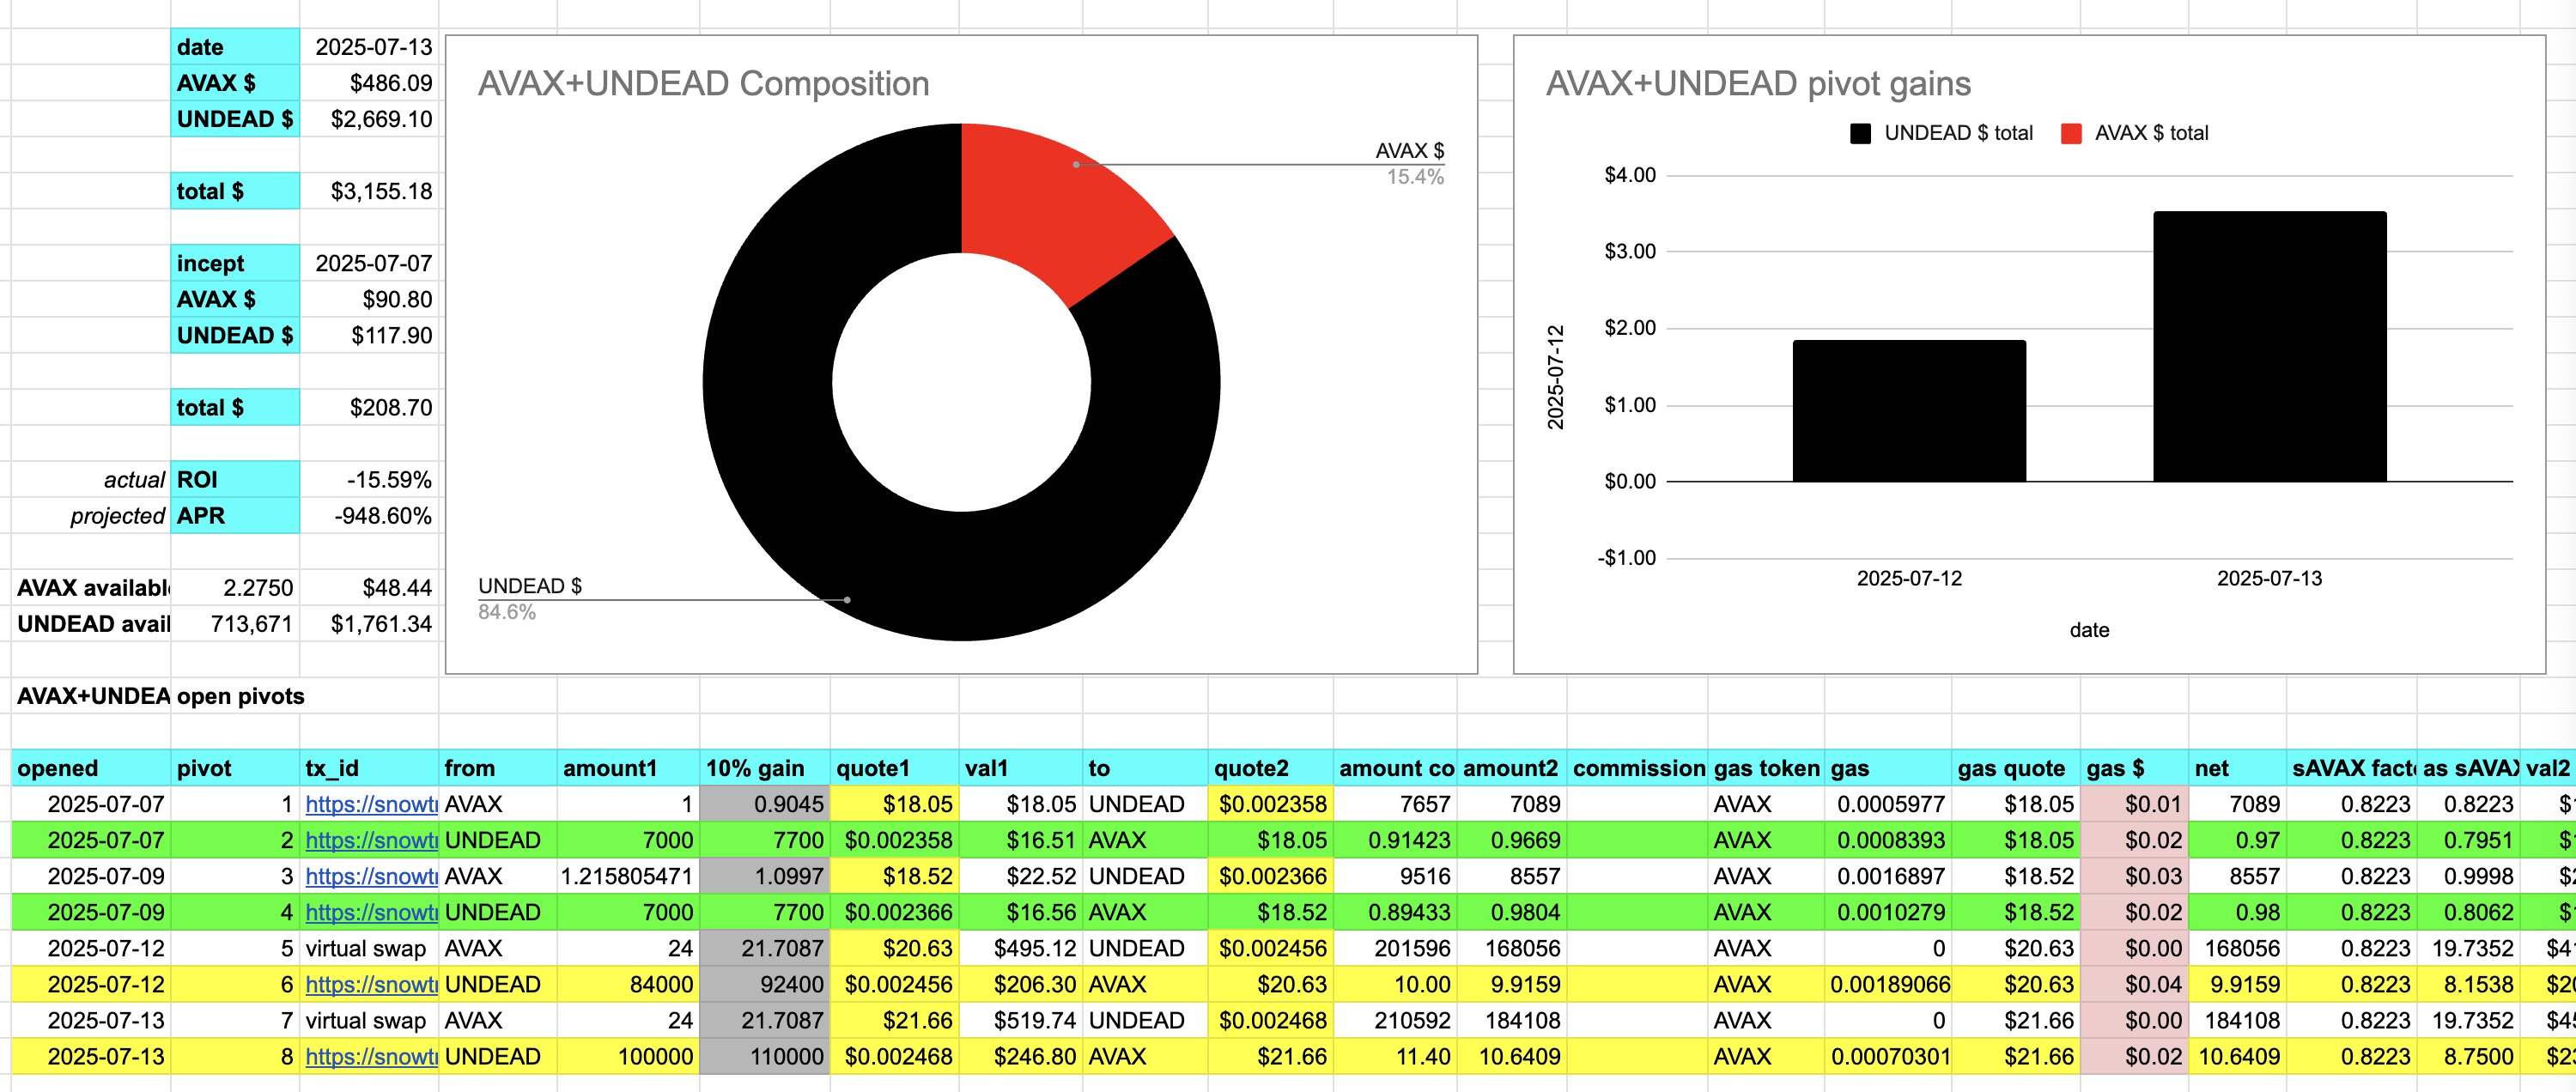 date 2025-07-13
AVAX $ $486.09
UNDEAD $ $2,669.10
total $ $3,155.18
incept 2025-07-07
AVAX $ $90.80
UNDEAD $ $117.90
total $ $208.70
actual ROI -15.59%
projected APR -948.60%
AVAX availabl 2.2750 $48.44
UNDEAD avail 713,671 $1,761.34
AVAX+UNDEAD Composition
AVAX $
15.4%
UNDEAD $
84.6%
AVAX+UNDEAD pivot gains
UNDEAD $ total AVAX $ total
$4.00
$3.00
$2.00
$1.00
$0.00
-$1.00
2025-07-12
2025-07-12 2025-07-13
date
AVAX+UNDEA open pivots
opened pivot tx_id from amount1 10% gain quote1 val1 to quote2 amount co amount2 commission gas token gas gas quote gas $ net sAVAX fact as sAVAX val2
2025-07-07 1 https://snowt AVAX 1 0.9045 $18.05 $18.05 UNDEAD $0.002358 7657 7089 AVAX 0.0005977 $18.05 $0.01 7089 0.8223 0.8223 $
2025-07-07 2 https://snowt UNDEAD 7000 7700 $0.002358 $16.51 AVAX $18.05 0.91423 0.9669 AVAX 0.0008393 $18.05 $0.02 0.97 0.8223 0.7951 $
2025-07-09 3 https://snowt AVAX 1.215805471 1.0997 $18.52 $22.52 UNDEAD $0.002366 9516 8557 AVAX 0.0016897 $18.52 $0.03 8557 0.8223 0.9998 $
2025-07-09 4 https://snowt UNDEAD 7000 7700 $0.002366 $16.56 AVAX $18.52 0.89433 0.9804 AVAX 0.0010279 $18.52 $0.02 0.98 0.8223 0.8062 $
2025-07-12 5 virtual swap AVAX 24 21.7087 $20.63 $495.12 UNDEAD $0.002456 201596 168056 AVAX 0 $20.63 $0.00 168056 0.8223 19.7352 $4
2025-07-12 6 https://snowt UNDEAD 84000 92400 $0.002456 $206.30 AVAX $20.63 10.00 9.9159 AVAX 0.00189066 $20.63 $0.04 9.9159 0.8223 8.1538 $2
2025-07-13 7 virtual swap AVAX 24 21.7087 $21.66 $519.74 UNDEAD $0.002468 210592 184108 AVAX 0 $21.66 $0.00 184108 0.8223 19.7352 $4
2025-07-13 8 https://snowt UNDEAD 100000 110000 $0.002468 $246.80 AVAX $21.66 11.40 10.6409 AVAX 0.00070301 $21.66 $0.02 10.6409 0.8223 8.7500 $2